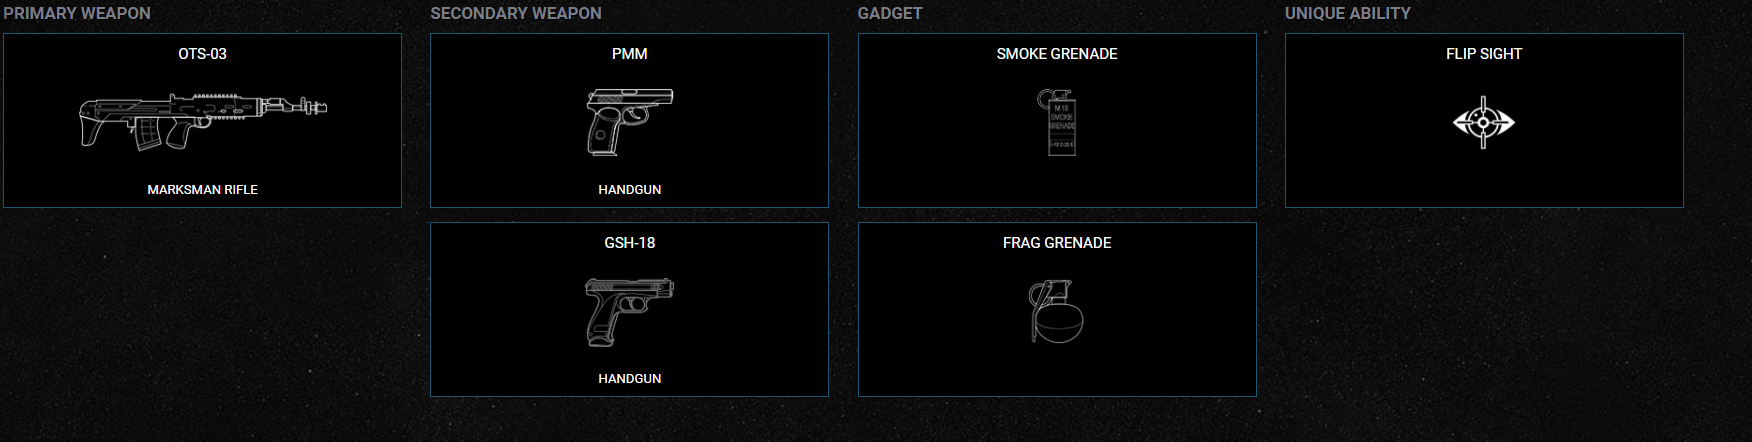 PRIMARY WEAPON
SECONDARY WEAPON
GADGET
UNIQUE ABILITY
OTS-03
MARKSMAN RIFLE
PMM
HANDGUN
SMOKE GRENADE
M18
SMOKE
GRENADE
FLIP SIGHT
GSH-18
HANDGUN
FRAG GRENADE